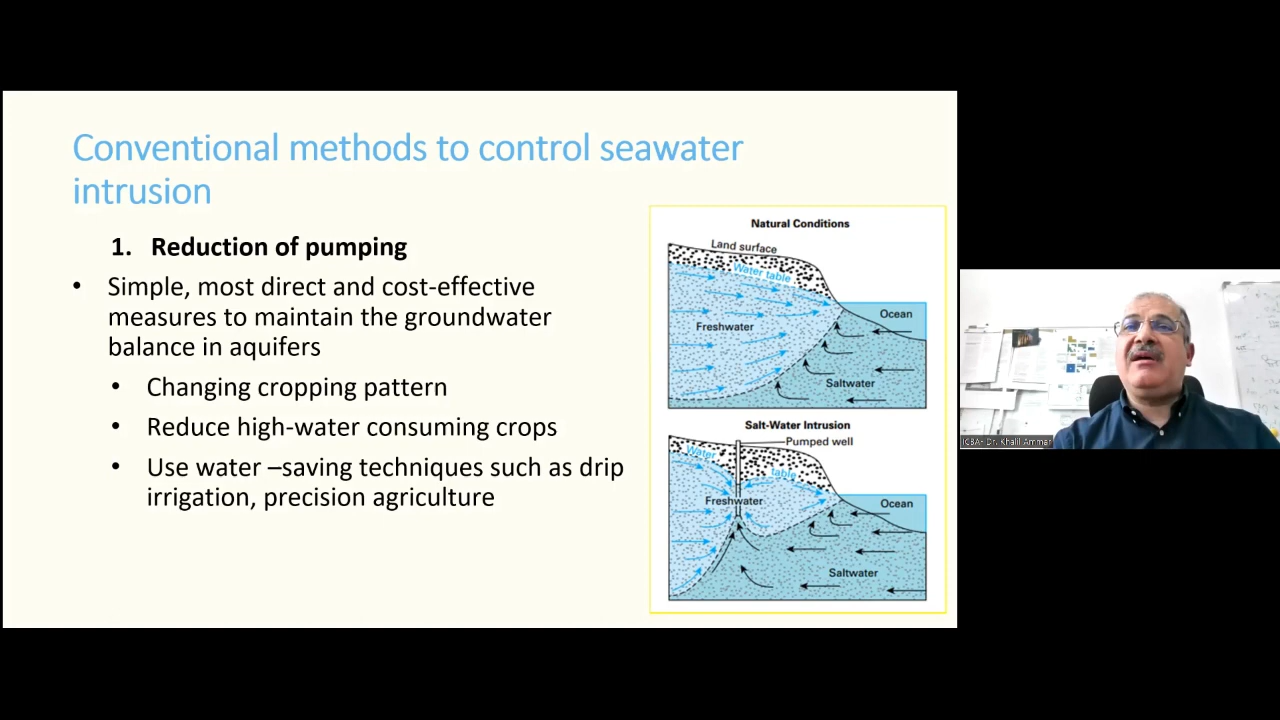 Conventional methods to control seawater
intrusion
1. Reduction of pumping
• Simple, most direct and cost-effective
measures to maintain the groundwater
balance in aquifers
• Changing cropping pattern
• Reduce high-water consuming crops
• Use water –saving techniques such as drip
irrigation, precision agriculture
Natural Conditions
Land surface
Water table
Freshwater
Ocean
Saltwater
Salt-Water Intrusion
Pumped well
Water
table
Freshwater
Ocean
Saltwater
ICBA- Dr. Khalil Ammar